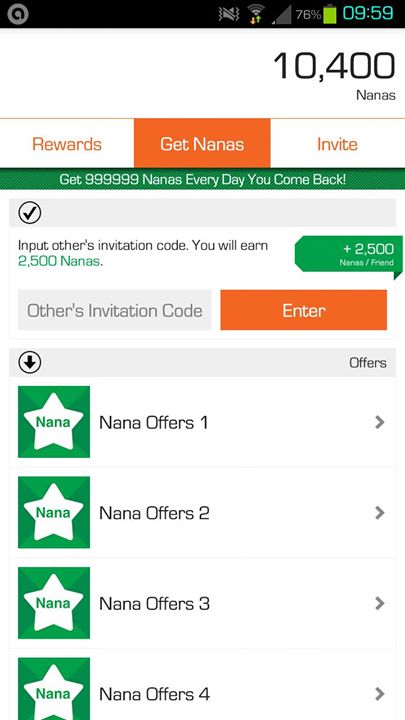 76% 09:59
10,400
Nanas
Rewards Get Nanas Invite
Get 999999 Nanas Every Day You Come Back!
Input other's invitation code. You will earn
2,500 Nanas.
+ 2,500
Nanas / Friend
Other's Invitation Code Enter
Offers
Nana Nana Offers 1
Nana Nana Offers 2
Nana Nana Offers 3
Nana Nana Offers 4